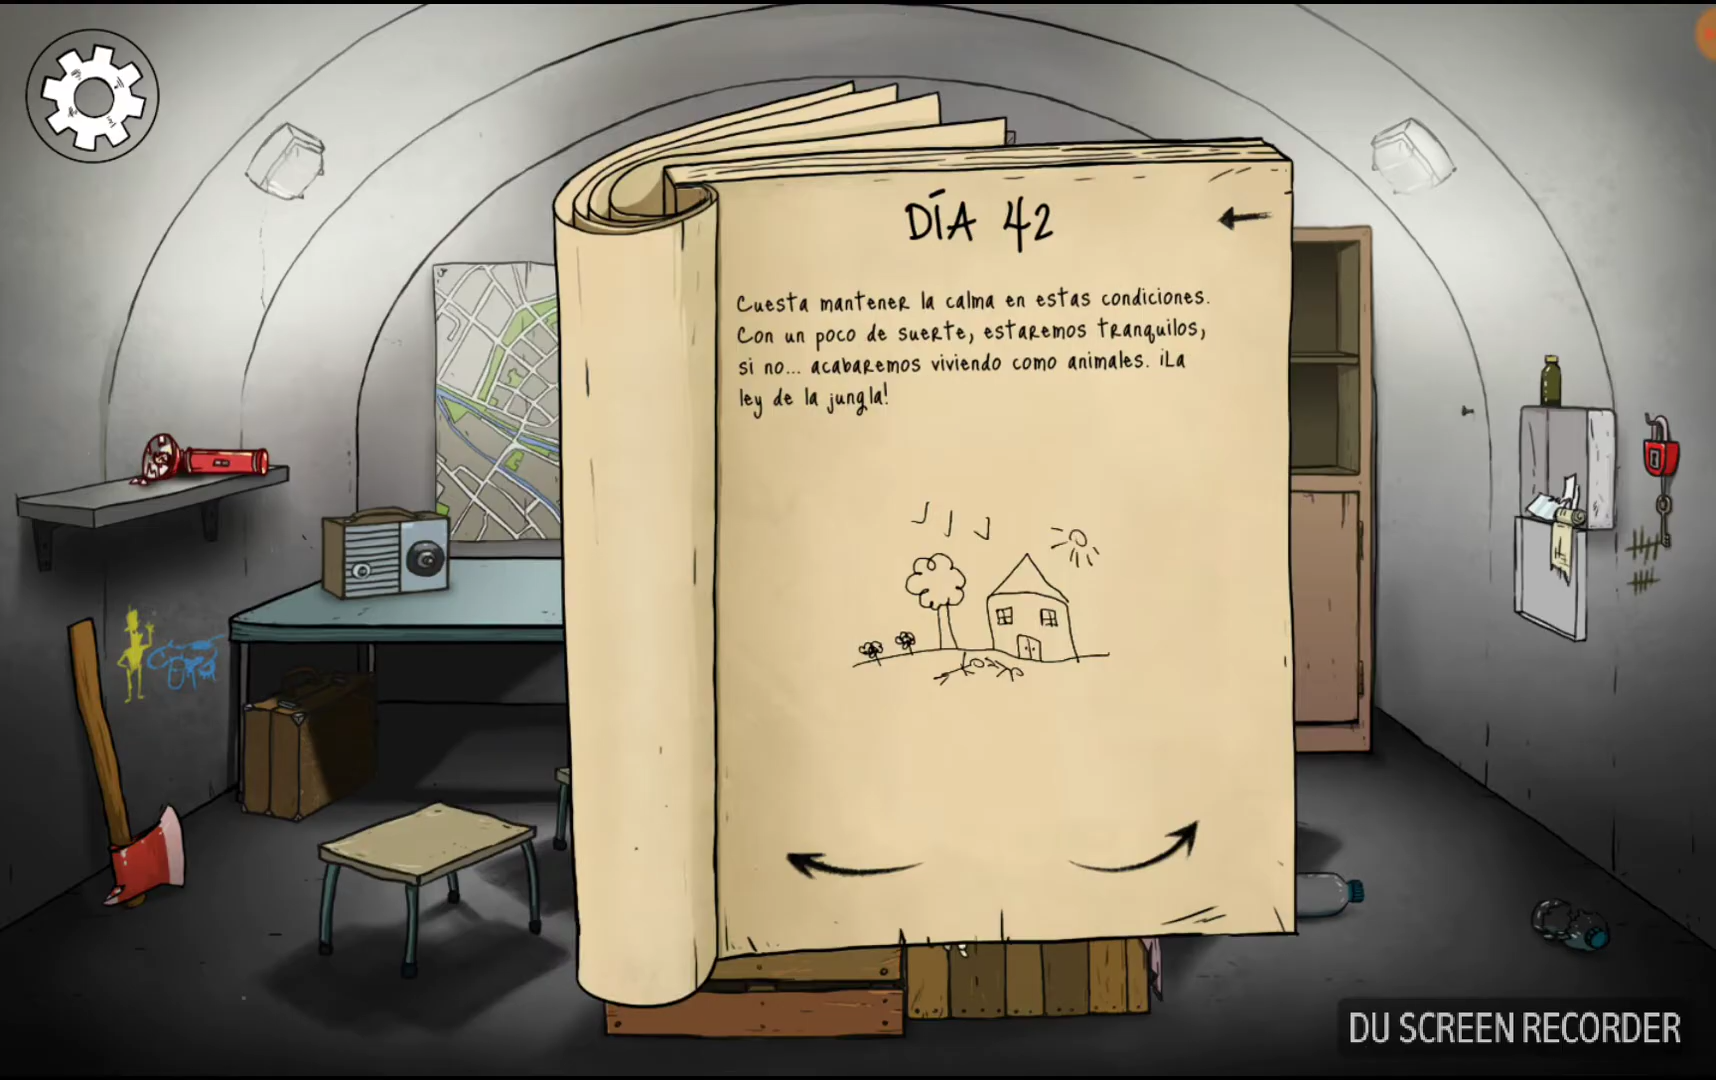 DÍA 42
Cuesta mantener la calma en estas condiciones.
Con un poco de suerte, estaremos tranquilos,
si no... acabaremos viviendo como animales. ¡La
ley de la jungla!
DU SCREEN RECORDER